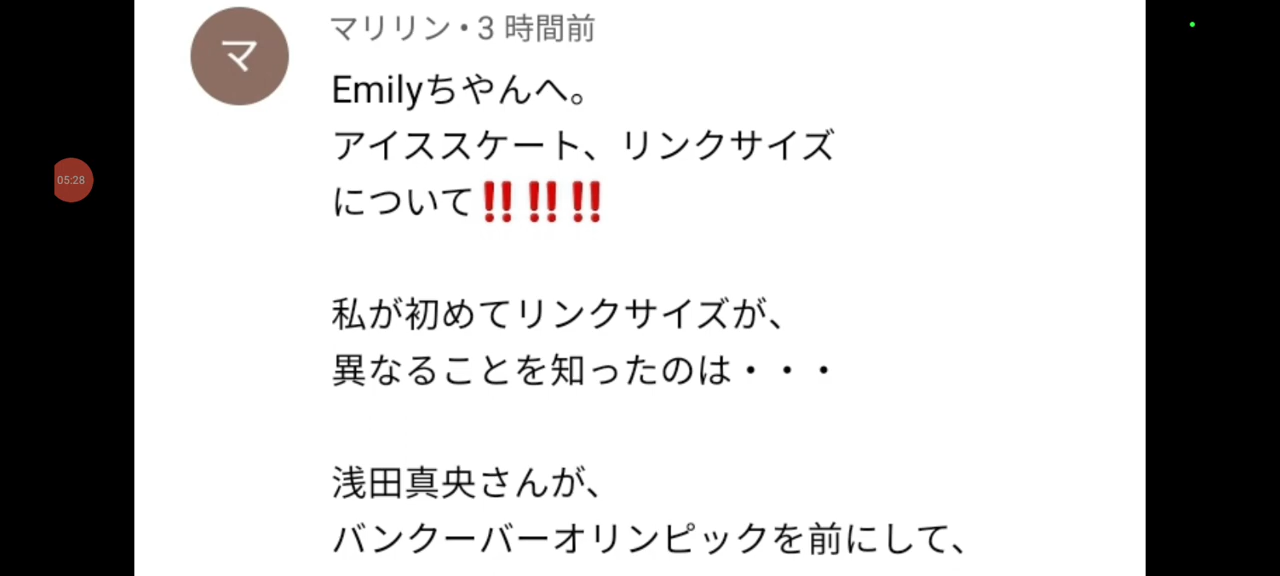 マ
マリリン • 3 時間前
Emilyちやんへ。
アイススケート、リンクサイズ
について‼️‼️‼️
05:28
私が初めてリンクサイズが、
異なることを知ったのは・・・
浅田真央さんが、
バンクーバーオリンピックを前にして、